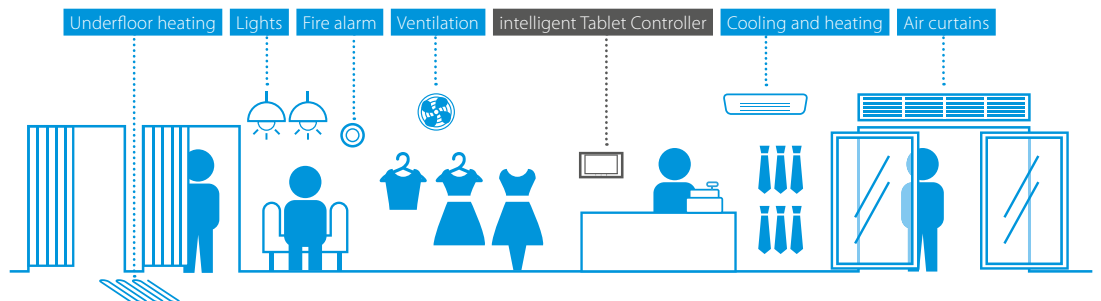 Underfloor heating
Lights
Fire alarm
Ventilation
intelligent Tablet Controller
Cooling and heating
Air curtains